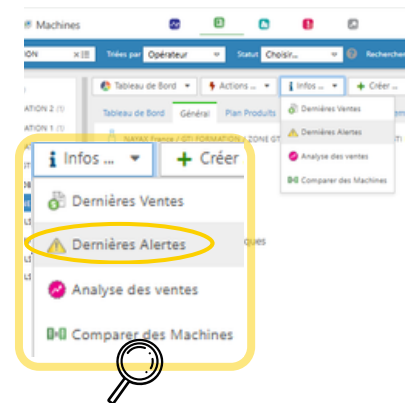 Machines
ION
Triées par Opérateur
Statut Choisir...
Rechercher
Tableau de Bord
Actions ...
Infos ...
Créer ...
ATION 2 (1)
ATION 1 (1)
Tableau de Bord
Général
Plan Produits
Dernières Ventes
Dernières Alertes
Analyse des ventes
Comparer des Machines
NAYAX France / GTI FORMATION / ZONE GT
ques
Infos ...
Créer
Dernières Ventes
Dernières Alertes
Analyse des ventes
Comparer des Machines